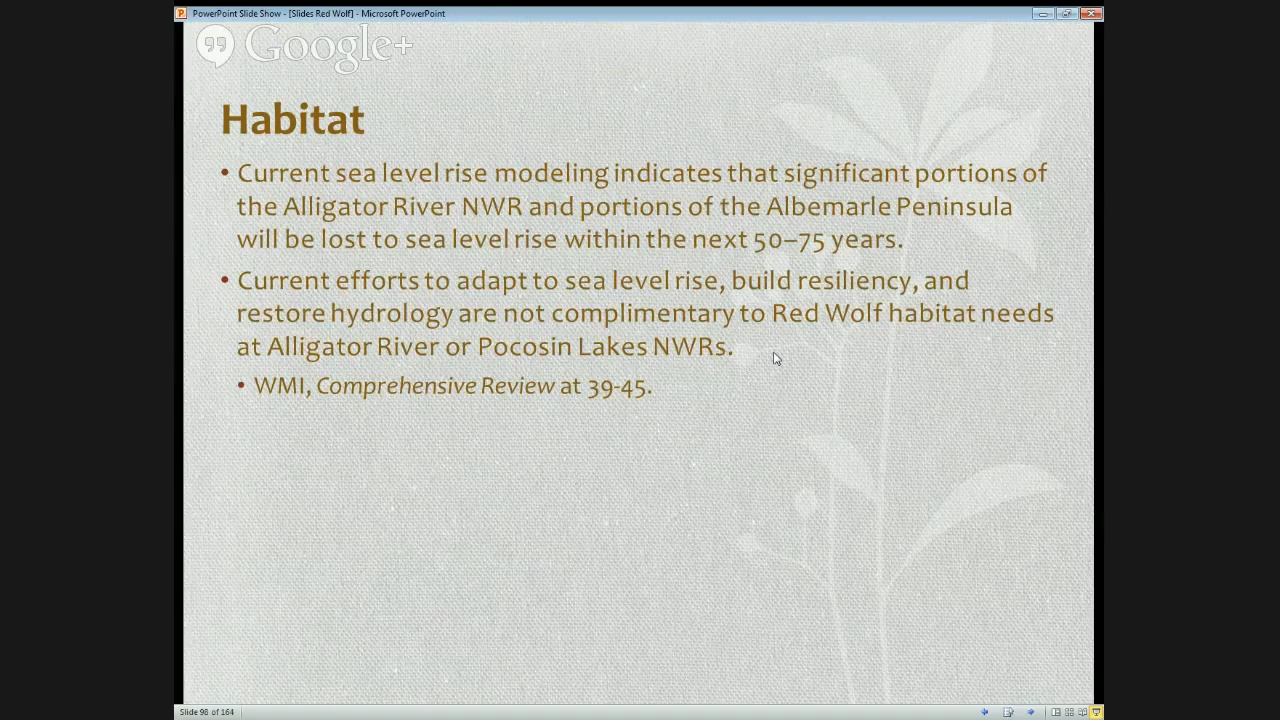 PowerPoint Slide Show - [Slides Red Wolf] - Microsoft PowerPoint
Google+
Habitat
• Current sea level rise modeling indicates that significant portions of
the Alligator River NWR and portions of the Albemarle Peninsula
will be lost to sea level rise within the next 50–75 years.
• Current efforts to adapt to sea level rise, build resiliency, and
restore hydrology are not complimentary to Red Wolf habitat needs
at Alligator River or Pocosin Lakes NWRs.
• WMI, Comprehensive Review at 39-45.
Slide 98 of 164